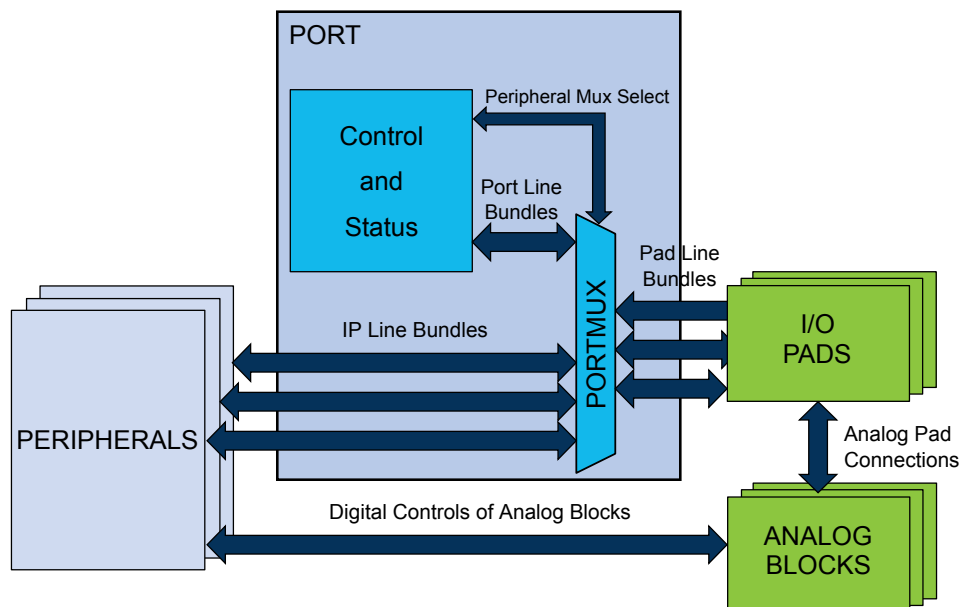 PORT
Peripheral Mux Select
Control
and
Status
Port Line
Bundles
Pad Line
Bundles
IP Line Bundles
PORTMUX
I/O
PADS
PERIPHERALS
Analog Pad
Connections
Digital Controls of Analog Blocks
ANALOG
BLOCKS